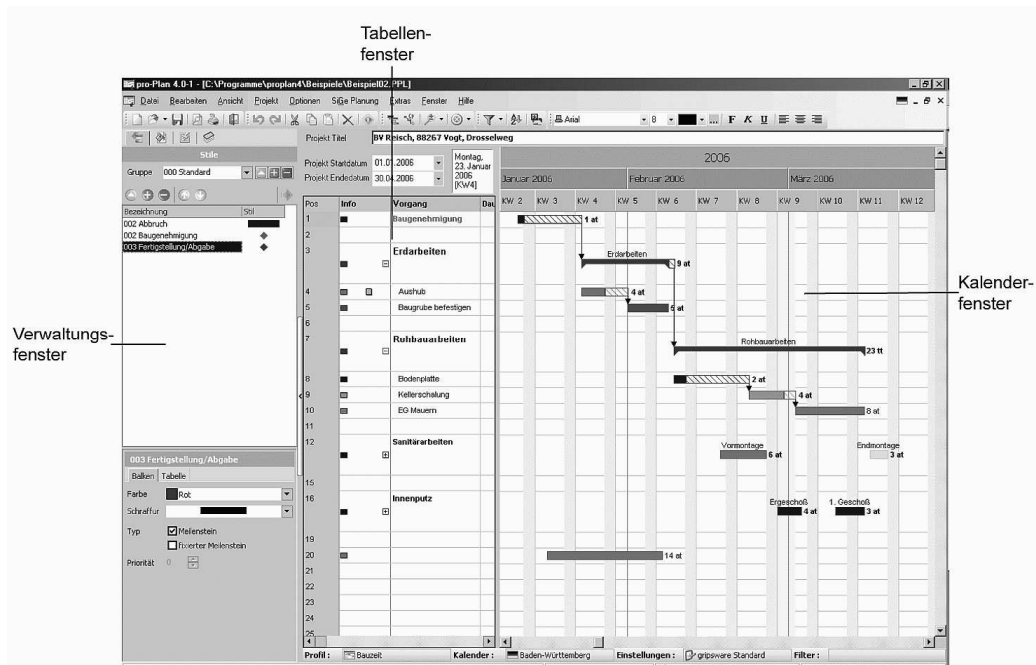 Tabellen-
fenster
pro-Plan 4.0-1 - [C:\Programme\proplan4\Beispiele\Beispiel02.PPL]
Datei Bearbeiten Ansicht Projekt Optionen SiGe Planung Extras Fenster Hilfe
Arial 8 F K U
Projekt Titel BV Reisch, 88267 Vogt, Drosselweg
Stile
Gruppe 000 Standard
Projekt Startdatum 01.01.2006
Projekt Endedatum 30.04.2006
Montag,
23. Januar
2006
[KW4]
2006
Januar 2006 Februar 2006 März 2006
KW 2 KW 3 KW 4 KW 5 KW 6 KW 7 KW 8 KW 9 KW 10 KW 11 KW 12
Bezeichnung Stil
002 Abbruch
002 Baugenehmigung
003 Fertigstellung/Abgabe
Pos Info Vorgang Dau
1 Baugenehmigung 1 at
2
3 Erdarbeiten Erdarbeiten 9 at
4 Aushub 4 at
5 Baugrube befestigen 5 at
6
7 Rohbauarbeiten Rohbauarbeiten 23 tt
8 Bodenplatte 2 at
9 Kellerschalung 4 at
10 EG Mauern 8 at
11
12 Sanitärarbeiten Vormontage 6 at Endmontage 3 at
15
16 Innenputz Ergeschoß 4 at 1. Geschoß 3 at
19
20 14 at
21
22
23
24
25
Verwaltungs-
fenster
Kalender-
fenster
003 Fertigstellung/Abgabe
Balken Tabelle
Farbe Rot
Schraffur
Typ Meilenstein
fixierter Meilenstein
Priorität 0
Profil : Bauzeit Kalender : Baden-Württemberg Einstellungen : gripsware Standard Filter :